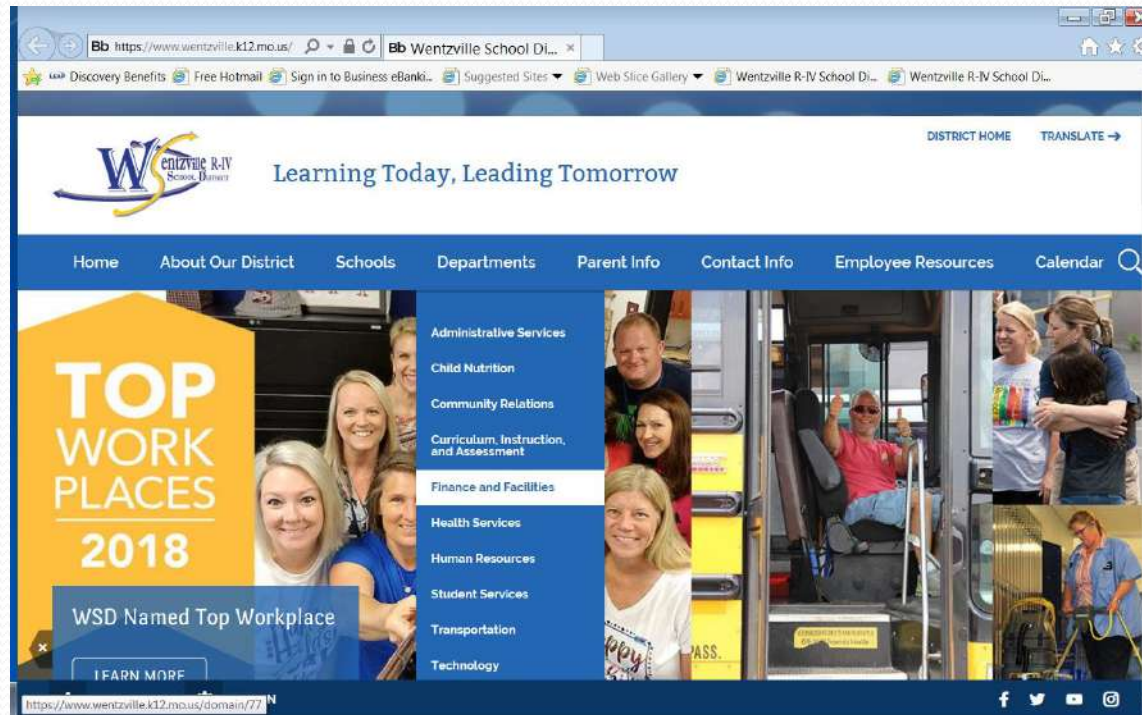 Bb https://www.wentzville.k12.mo.us/
Bb Wentzville School Di... ×
Discovery Benefits Free Hotmail Sign in to Business eBanki... Suggested Sites Web Slice Gallery Wentzville R-IV School Di... Wentzville R-IV School Di...
DISTRICT HOME TRANSLATE →
Wentzville R-IV
School District
Learning Today, Leading Tomorrow
Home About Our District Schools Departments Parent Info Contact Info Employee Resources Calendar
Administrative Services
Child Nutrition
Community Relations
Curriculum, Instruction,
and Assessment
Finance and Facilities
Health Services
Human Resources
Student Services
Transportation
Technology
TOP
WORK
PLACES
2018
WSD Named Top Workplace
LEARN MORE
PASS.
https://www.wentzville.k12.mo.us/domain/77